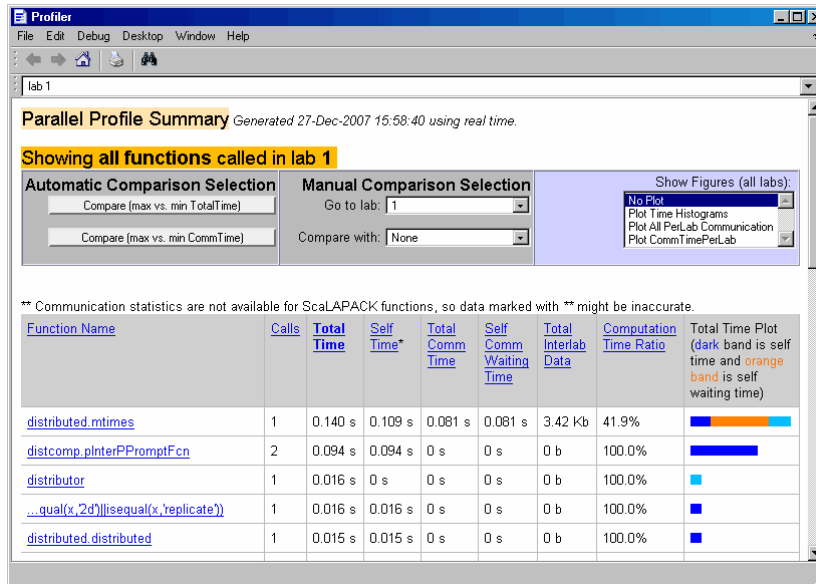 Profiler
File Edit Debug Desktop Window Help
lab 1
Parallel Profile Summary Generated 27-Dec-2007 15:58:40 using real time.
Showing all functions called in lab 1
Automatic Comparison Selection
Compare (max vs. min TotalTime)
Compare (max vs. min CommTime)
Manual Comparison Selection
Go to lab: 1
Compare with: None
Show Figures (all labs):
No Plot
Plot Time Histograms
Plot All PerLab Communication
Plot CommTimePerLab
** Communication statistics are not available for ScaLAPACK functions, so data marked with ** might be inaccurate.
Function Name Calls Total Time Self Time* Total Comm Time Self Comm Waiting Time Total Interlab Data Computation Time Ratio Total Time Plot (dark band is self time and orange band is self waiting time)
distributed.mtimes 1 0.140 s 0.109 s 0.081 s 0.081 s 3.42 Kb 41.9%
distcomp.pInterPPromptFcn 2 0.094 s 0.094 s 0 s 0 s 0 b 100.0%
distributor 1 0.016 s 0 s 0 s 0 s 0 b 100.0%
...qual(x,'2d')||isequal(x,'replicate')) 1 0.016 s 0.016 s 0 s 0 s 0 b 100.0%
distributed.distributed 1 0.015 s 0.015 s 0 s 0 s 0 b 100.0%